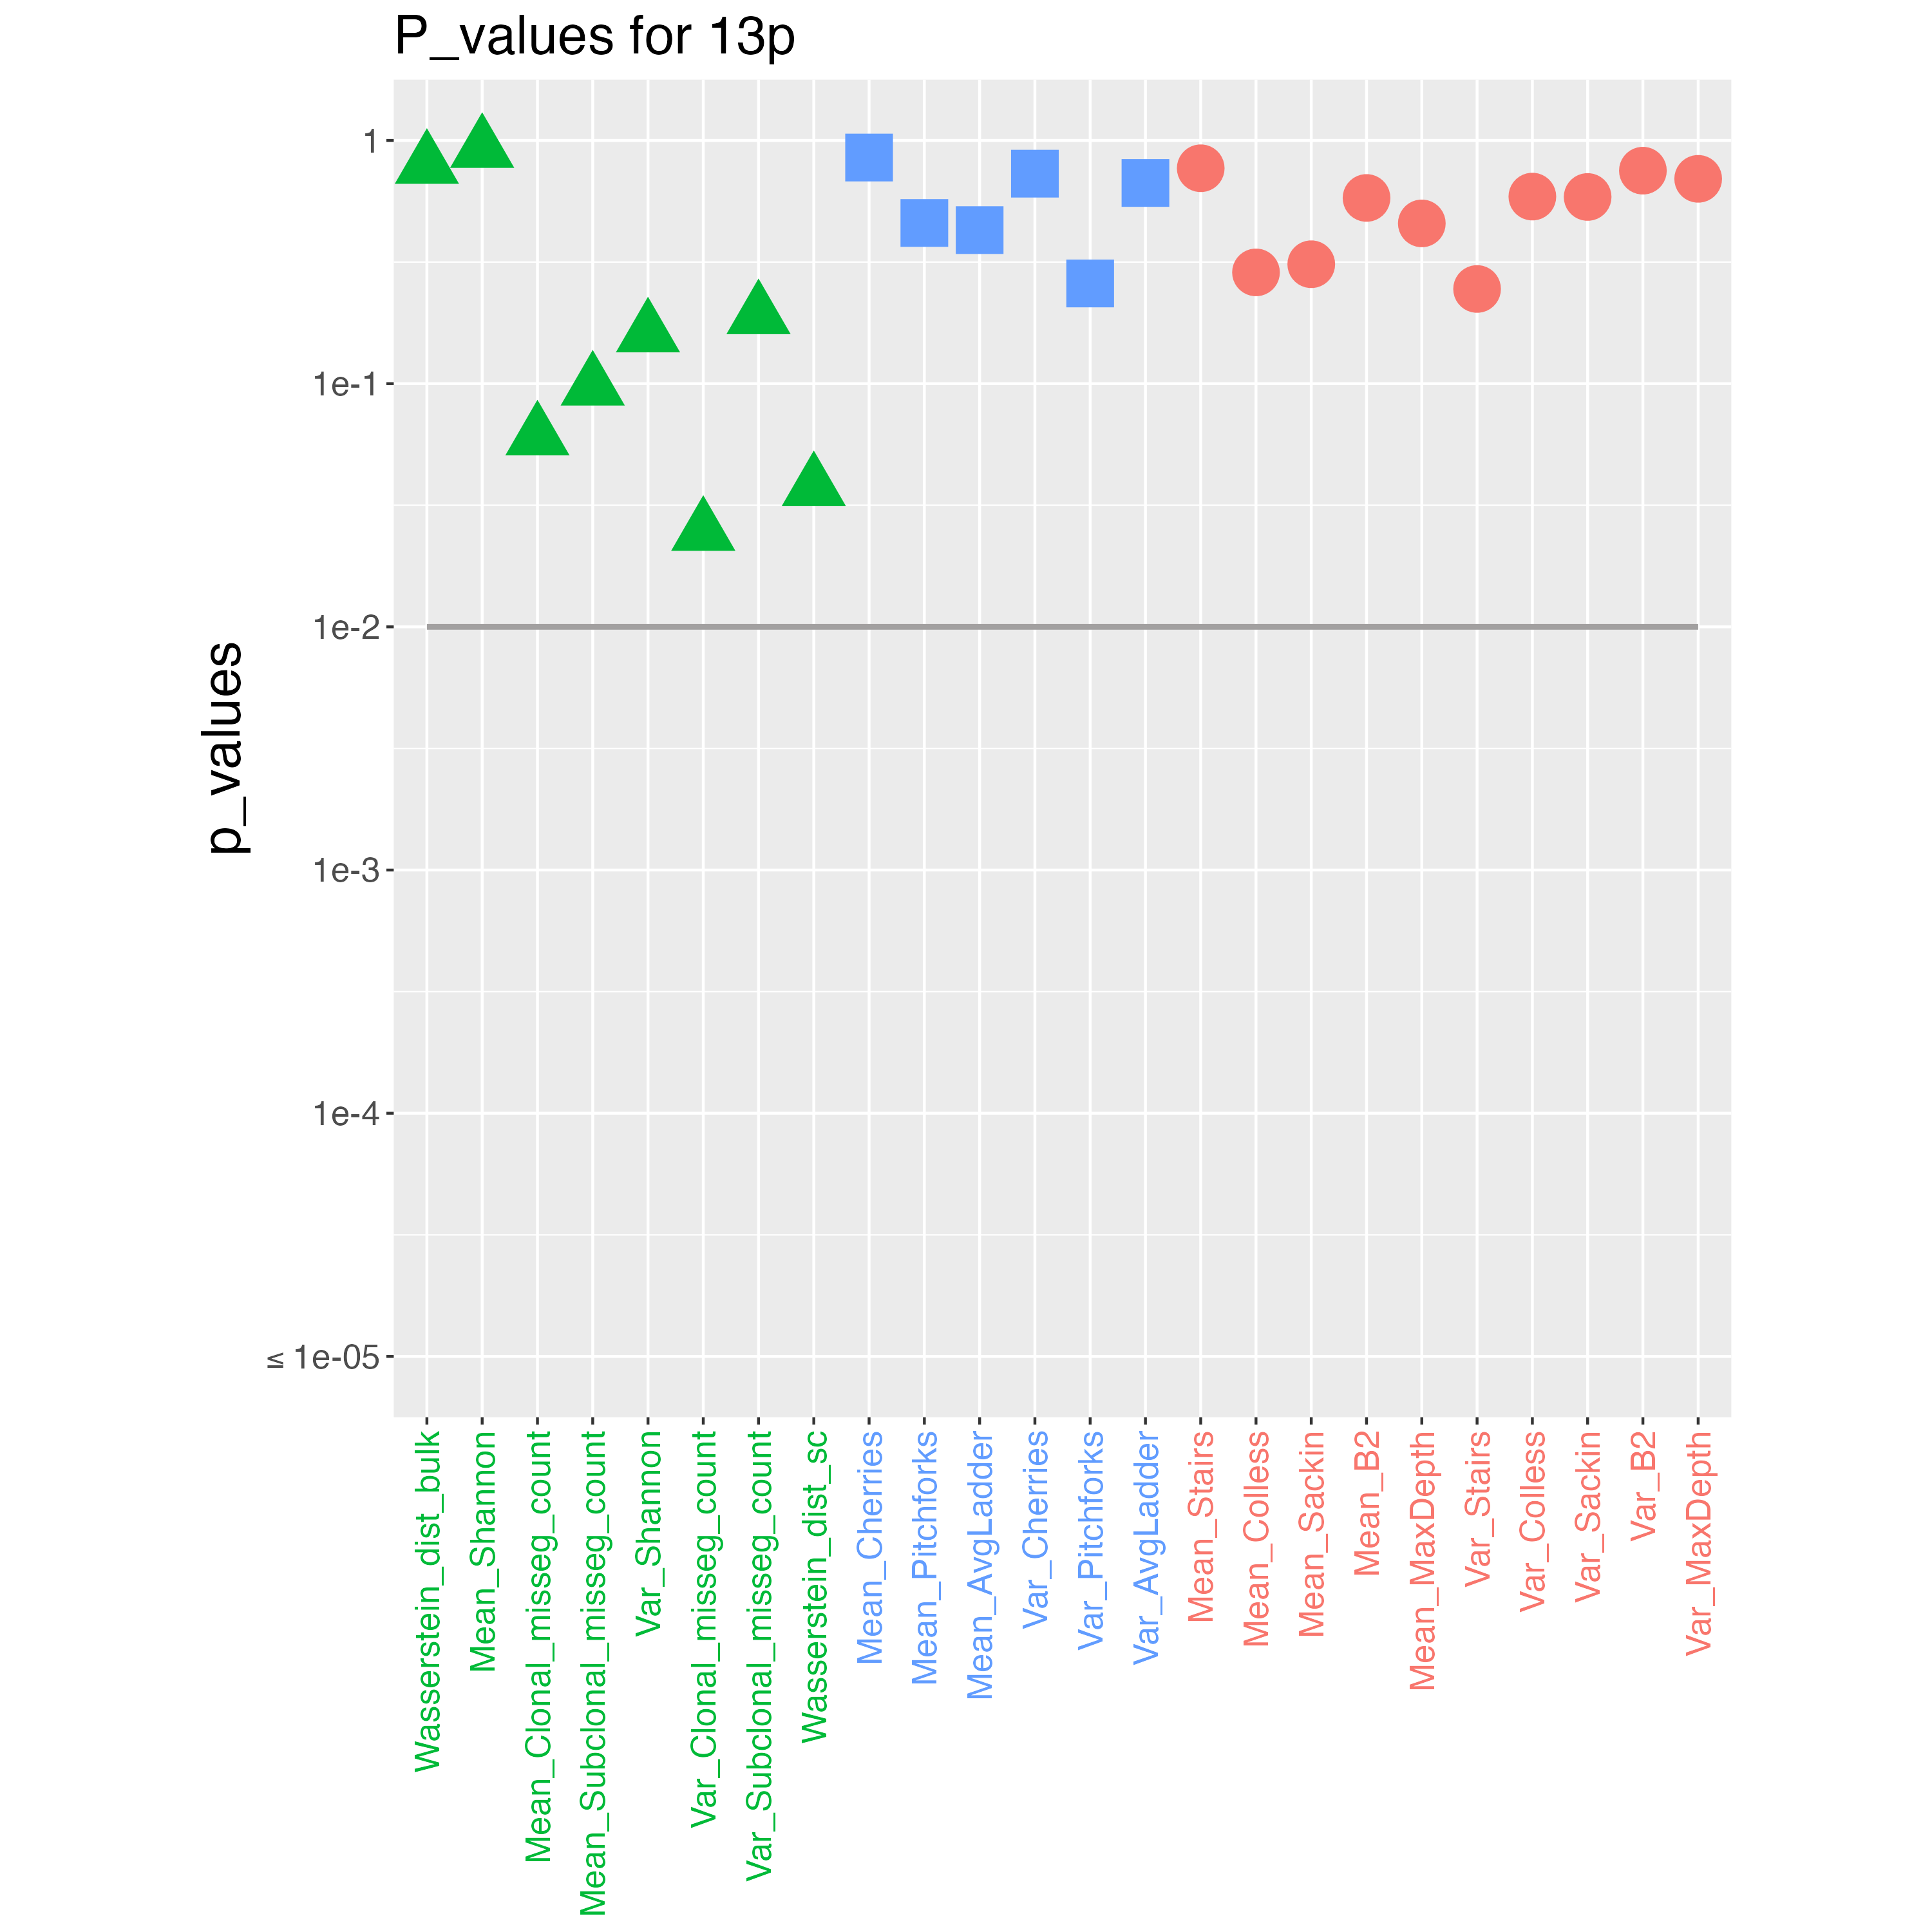 P_values for 13p
p_values
1
1e-1
1e-2
1e-3
1e-4
≤ 1e-05
Wasserstein_dist_bulk
Mean_Shannon
Mean_Clonal_misseg_count
Mean_Subclonal_misseg_count
Var_Shannon
Var_Clonal_misseg_count
Var_Subclonal_misseg_count
Wasserstein_dist_sc
Mean_Cherries
Mean_Pitchforks
Mean_AvgLadder
Var_Cherries
Var_Pitchforks
Var_AvgLadder
Mean_Stairs
Mean_Colless
Mean_Sackin
Mean_B2
Mean_MaxDepth
Var_Stairs
Var_Colless
Var_Sackin
Var_B2
Var_MaxDepth